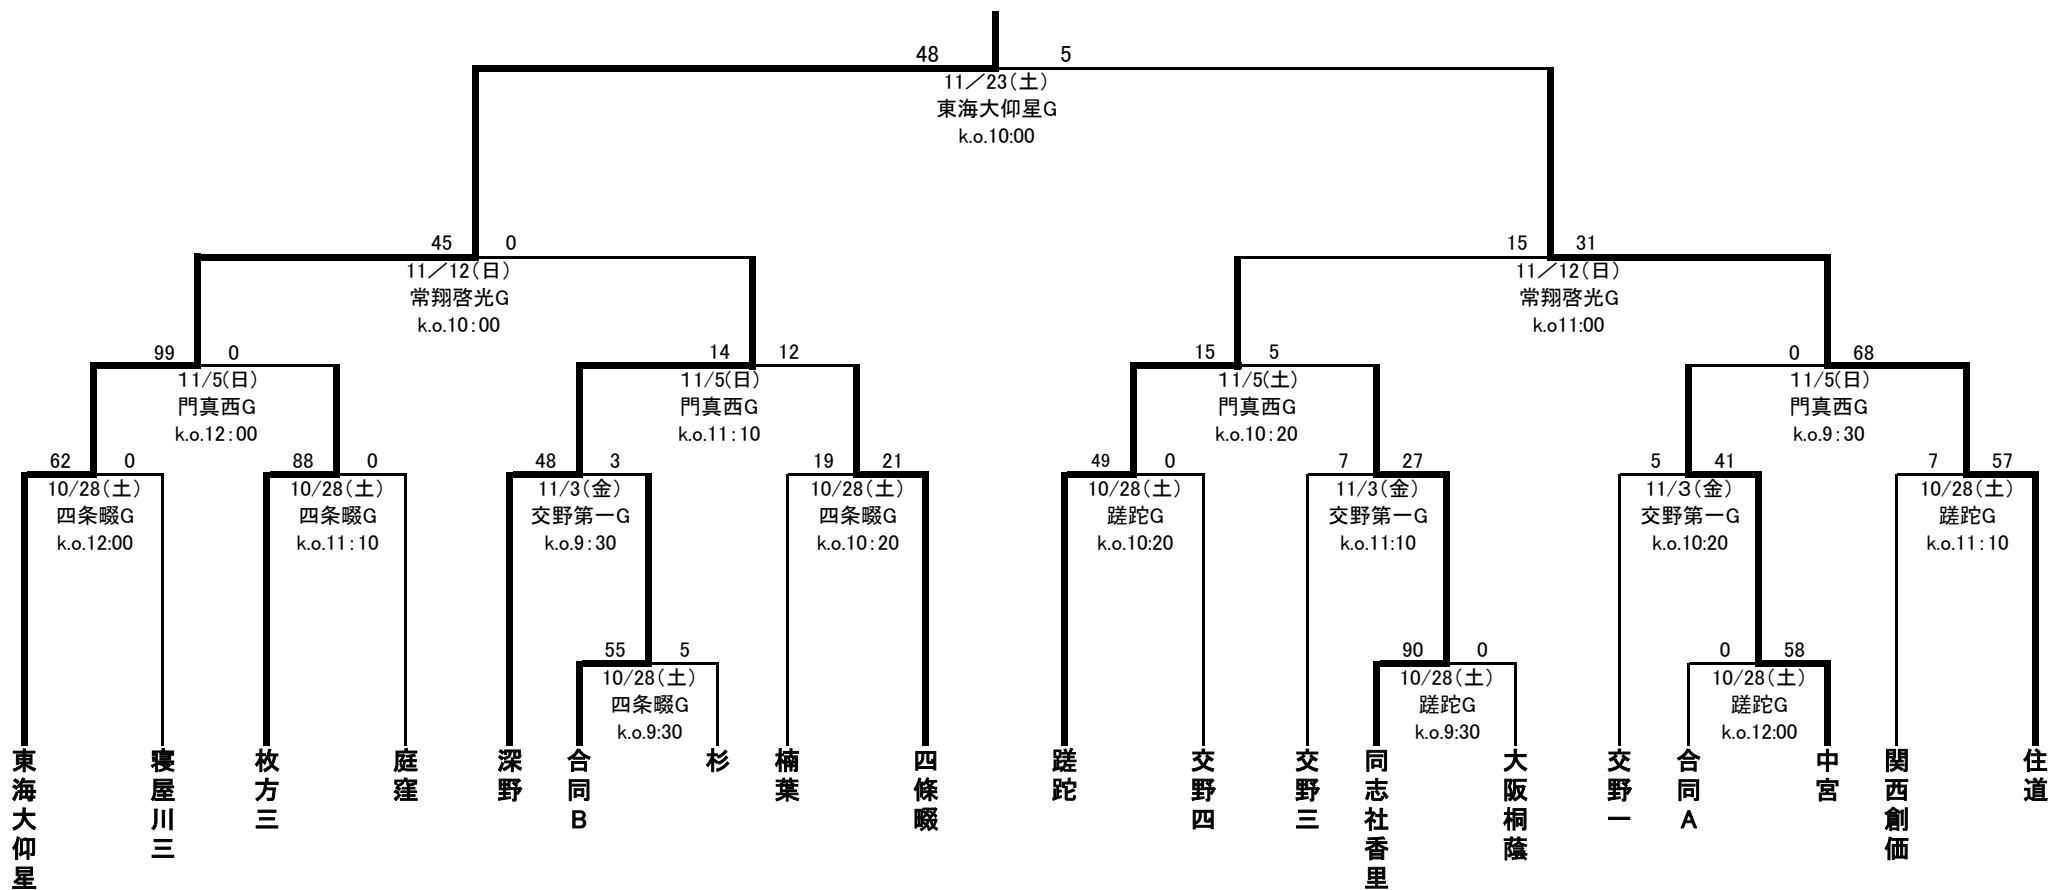 48 5
11／23（土）
東海大仰星G
k.o.10:00
45 0
11／12（日）
常翔啓光G
k.o.10：00
15 31
11／12（日）
常翔啓光G
k.o11:00
99 0
11/5(日)
門真西G
k.o.12：00
14 12
11/5(日)
門真西G
k.o.11：10
15 5
11/5(土)
門真西G
k.o.10：20
0 68
11/5(日)
門真西G
k.o.9：30
62 0
10/28（土）
四条畷G
k.o.12:00
88 0
10/28（土）
四条畷G
k.o.11：10
48 3
11/3（金）
交野第一G
k.o.9：30
19 21
10/28（土）
四条畷G
k.o.10：20
49 0
10/28（土）
蹉跎G
k.o.10:20
7 27
11/3（金）
交野第一G
k.o.11:10
5 41
11/３（金）
交野第一G
k.o.10:20
7 57
10/28（土）
蹉跎G
k.o.11：10
55 5
10/28（土）
四条畷G
k.o.9:30
90 0
10/28（土）
蹉跎G
k.o.9:30
0 58
10/28（土）
蹉跎G
k.o.12:00
東海大仰星
寝屋川三
枚方三
庭窪
深野
合同B
杉
楠葉
四條畷
蹉跎
交野四
交野三
同志社香里
大阪桐蔭
交野一
合同A
中宮
関西創価
住道